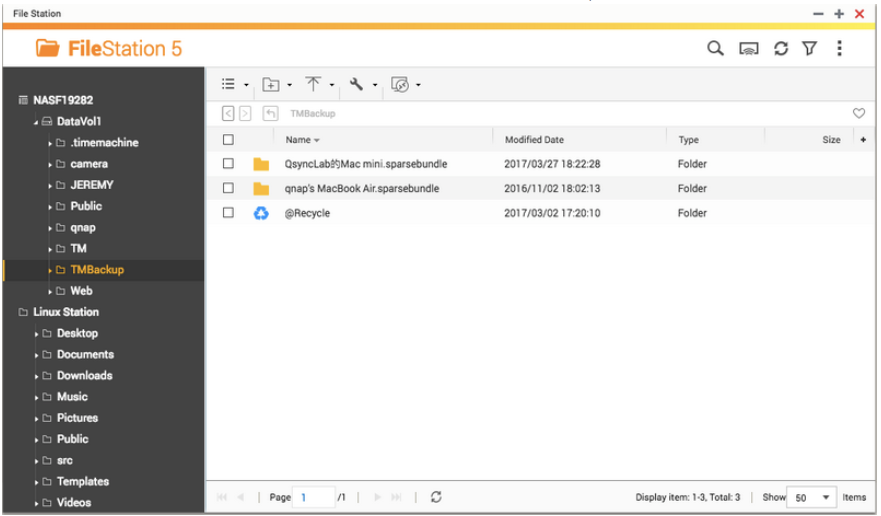 File Station
FileStation 5
NASF19282
DataVol1
.timemachine
camera
JEREMY
Public
qnap
TM
TMBackup
Web
Linux Station
Desktop
Documents
Downloads
Music
Pictures
Public
src
Templates
Videos
TMBackup
Name Modified Date Type Size
QsyncLab的Mac mini.sparsebundle 2017/03/27 18:22:28 Folder
qnap's MacBook Air.sparsebundle 2016/11/02 18:02:13 Folder
@Recycle 2017/03/02 17:20:10 Folder
Page 1 /1 Display item: 1-3, Total: 3 Show 50 Items